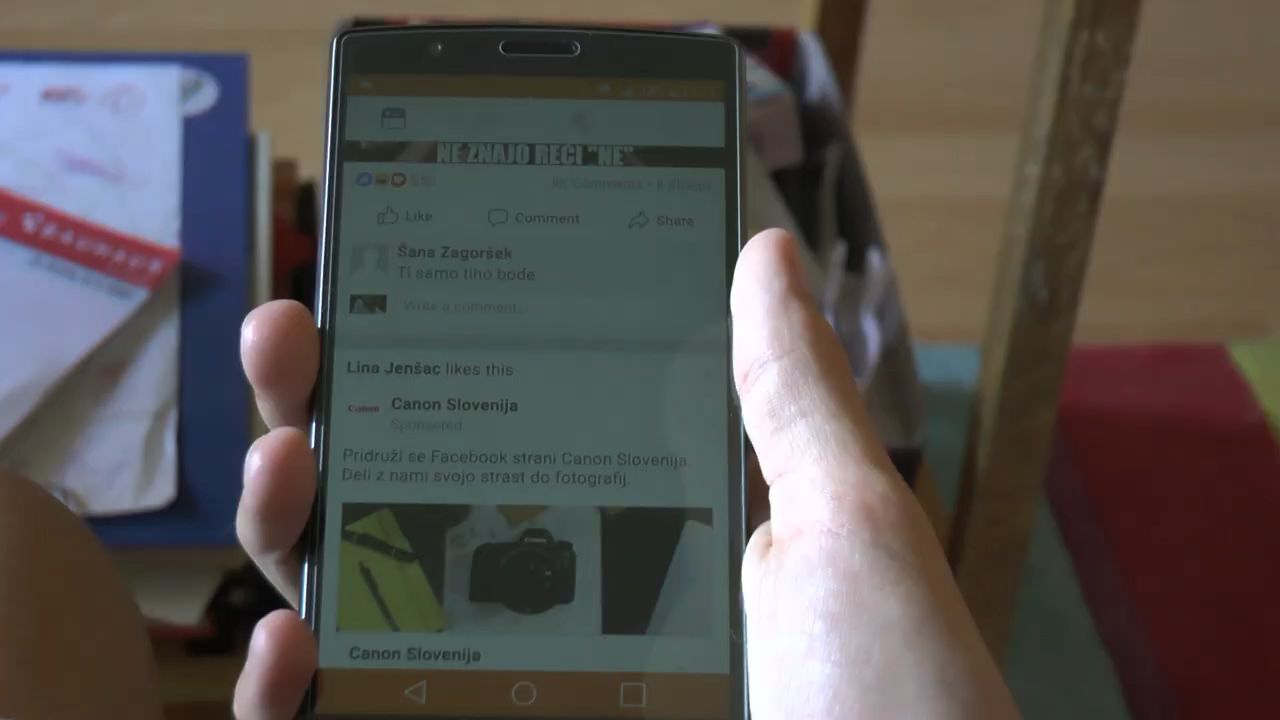 NE ZNAJO REČI "NE"
Like
Comment
Share
Šana Zagoršek
Ti samo tiho bode
Write a comment...
Lina Jenšac likes this
Canon
Canon Slovenija
Sponsored
Pridruži se Facebook strani Canon Slovenija.
Deli z nami svojo strast do fotografij.
Canon Slovenija